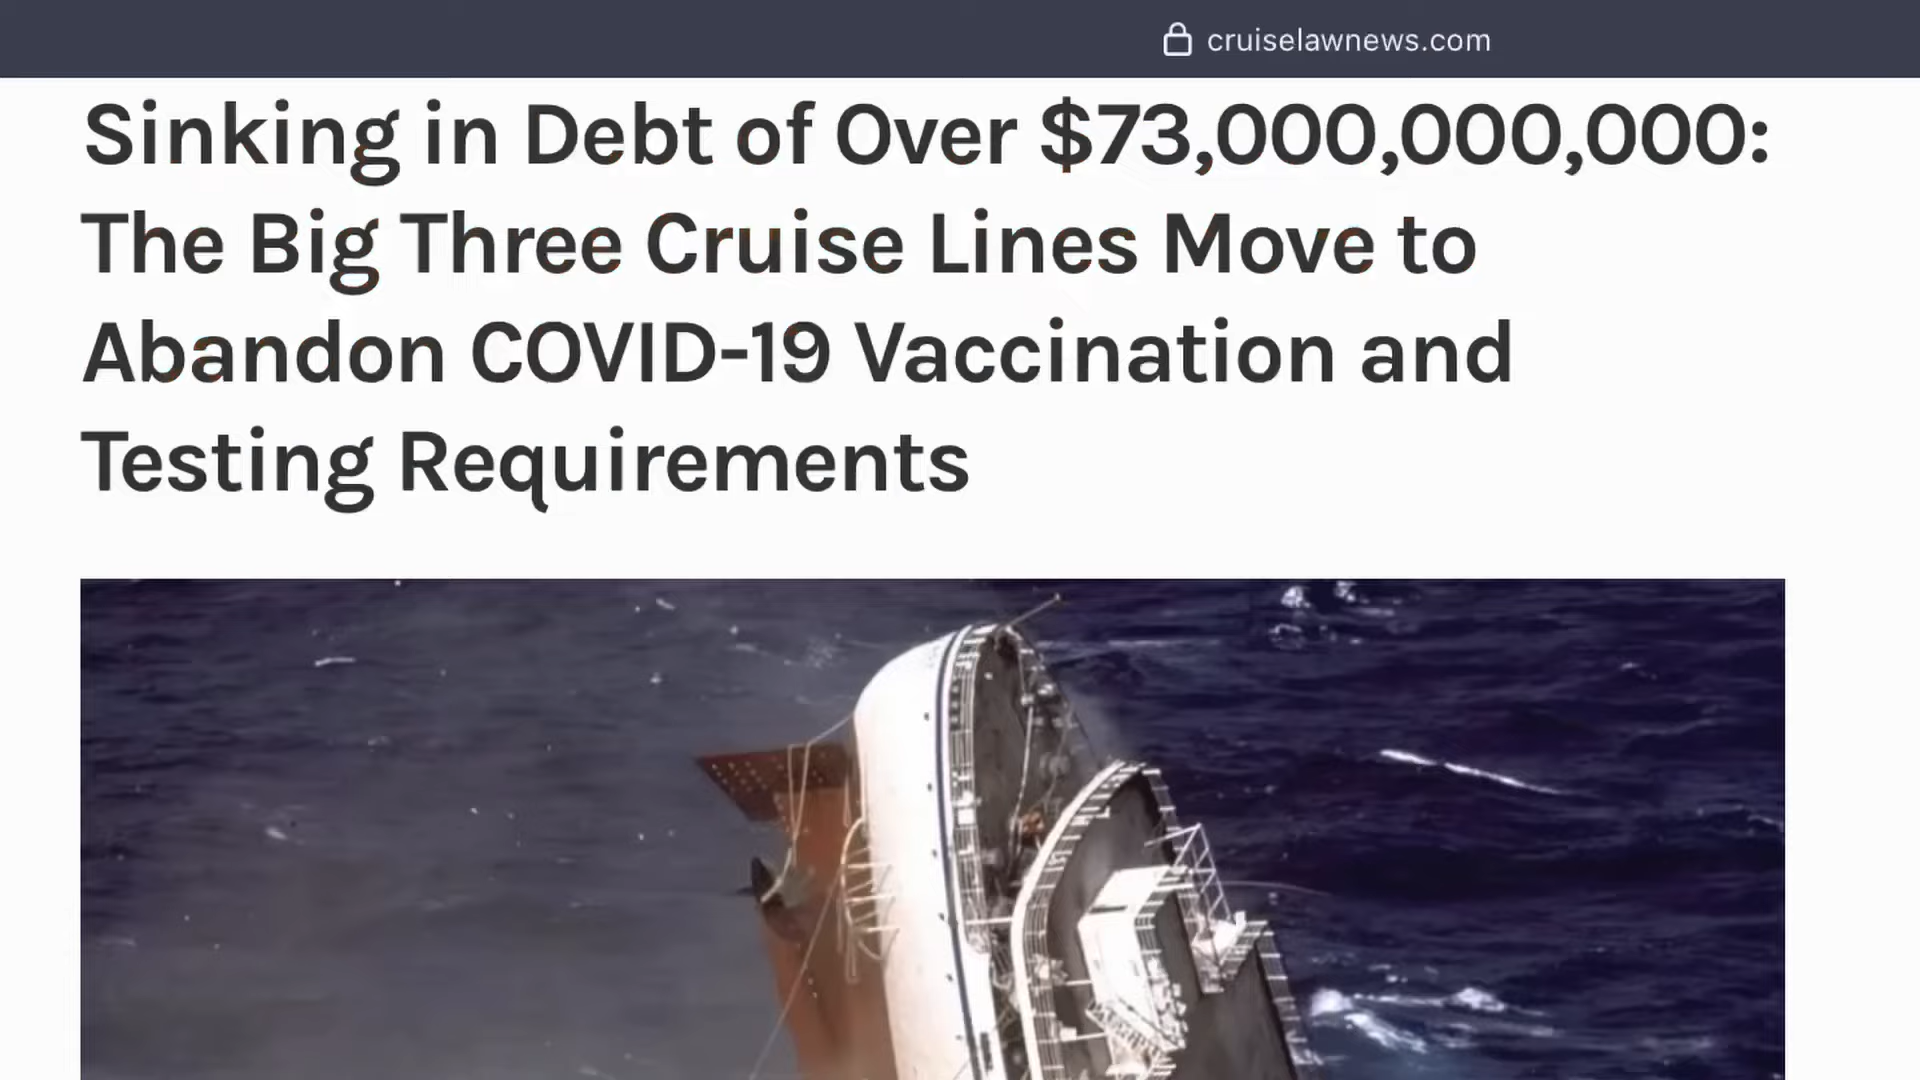 cruiselawnews.com
Sinking in Debt of Over $73,000,000,000:
The Big Three Cruise Lines Move to
Abandon COVID-19 Vaccination and
Testing Requirements